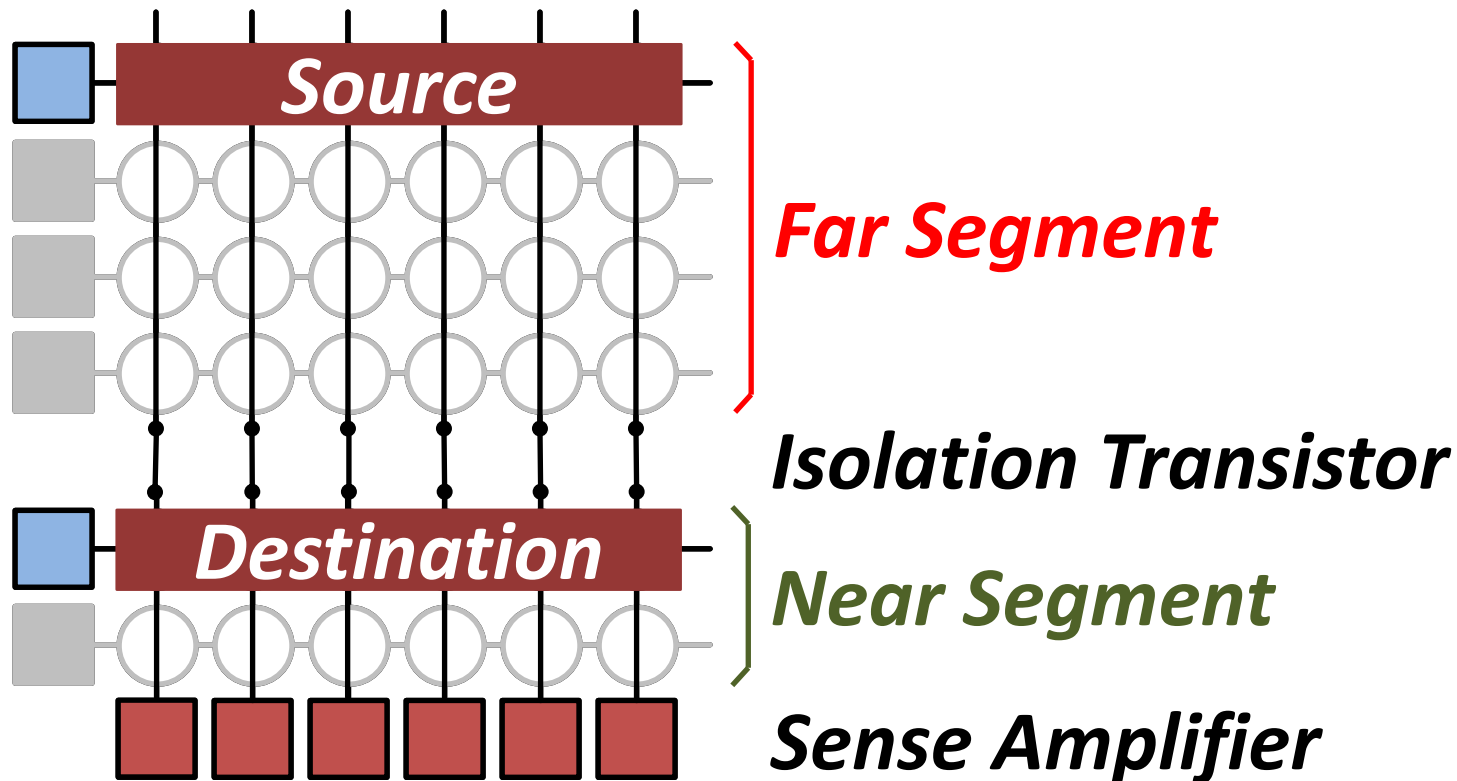 Source
Far Segment
Isolation Transistor
Destination
Near Segment
Sense Amplifier